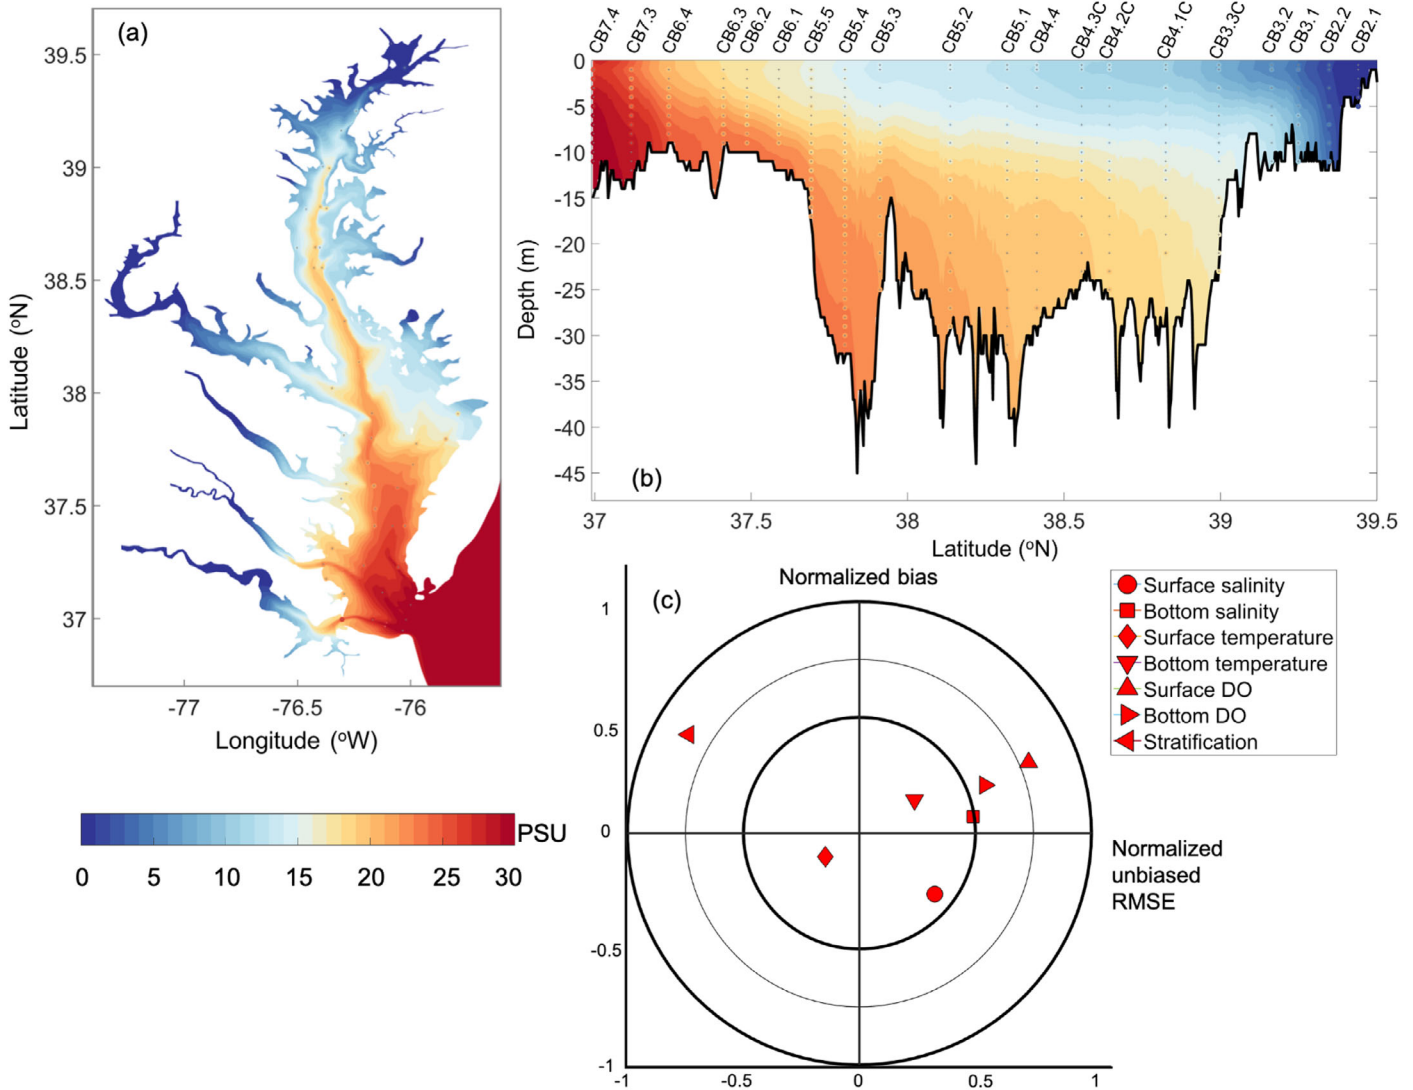 (a)
39.5
39
38.5
38
37.5
37
Latitude (ºN)
-77
-76.5
-76
Longitude (ºW)
PSU
0 5 10 15 20 25 30
CB7.4 CB7.3 CB6.4 CB6.3 CB6.2 CB6.1 CB5.5 CB5.4 CB5.3 CB5.2 CB5.1 CB4.4 CB4.3C CB4.2C CB4.1C CB3.3C CB3.2 CB3.1 CB2.2 CB2.1
0
-5
-10
-15
-20
-25
-30
-35
-40
-45
Depth (m)
(b)
37 37.5 38 38.5 39 39.5
Latitude (ºN)
Normalized bias
(c)
1
0.5
0
-0.5
-1
-1 -0.5 0 0.5 1
Normalized
unbiased
RMSE
Surface salinity
Bottom salinity
Surface temperature
Bottom temperature
Surface DO
Bottom DO
Stratification